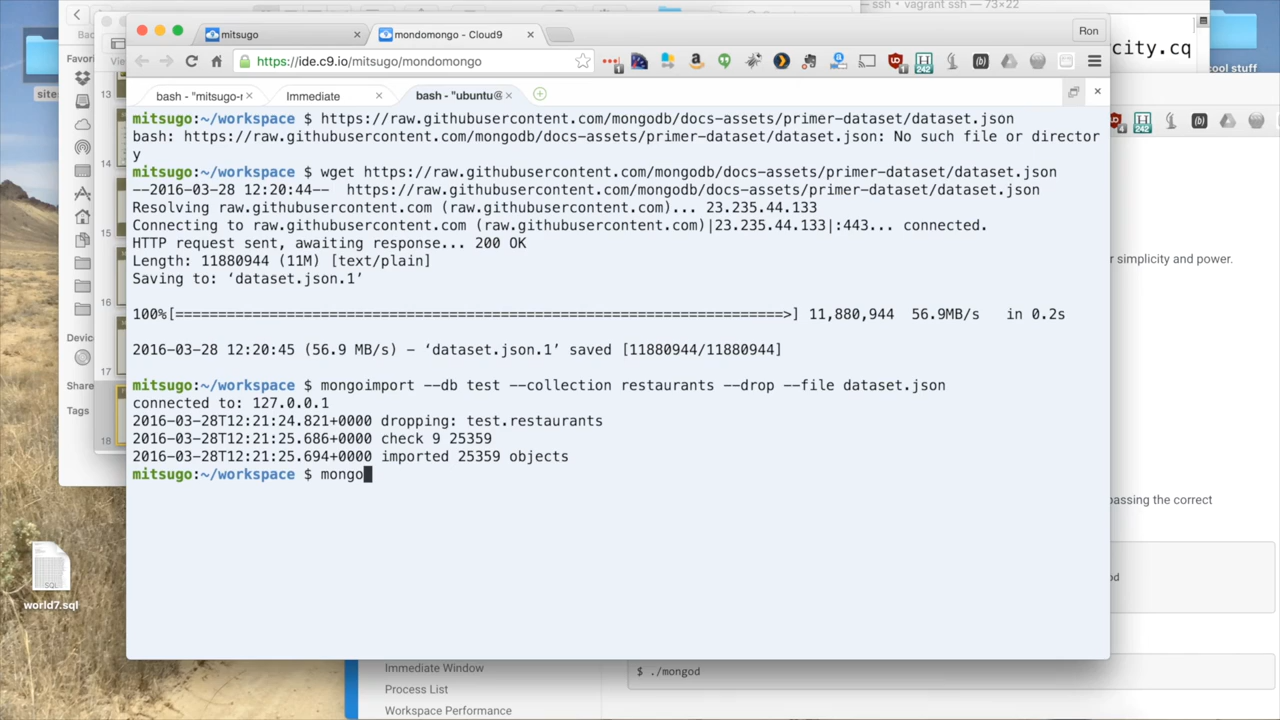 ssh - vagrant ssh — 73×22
Ron
mitsugo
mondomongo - Cloud9
city.cq
https://ide.c9.io/mitsugo/mondomongo
Favori
cool stuff
sites
bash - "mitsugo-r
Immediate
bash - "ubuntu@
mitsugo:~/workspace $ https://raw.githubusercontent.com/mongodb/docs-assets/primer-dataset/dataset.json
bash: https://raw.githubusercontent.com/mongodb/docs-assets/primer-dataset/dataset.json: No such file or director
y
mitsugo:~/workspace $ wget https://raw.githubusercontent.com/mongodb/docs-assets/primer-dataset/dataset.json
--2016-03-28 12:20:44--  https://raw.githubusercontent.com/mongodb/docs-assets/primer-dataset/dataset.json
Resolving raw.githubusercontent.com (raw.githubusercontent.com)... 23.235.44.133
Connecting to raw.githubusercontent.com (raw.githubusercontent.com)|23.235.44.133|:443... connected.
HTTP request sent, awaiting response... 200 OK
Length: 11880944 (11M) [text/plain]
Saving to: ‘dataset.json.1’
100%[======================================================================>] 11,880,944  56.9MB/s   in 0.2s
2016-03-28 12:20:45 (56.9 MB/s) - ‘dataset.json.1’ saved [11880944/11880944]
mitsugo:~/workspace $ mongoimport --db test --collection restaurants --drop --file dataset.json
connected to: 127.0.0.1
2016-03-28T12:21:24.821+0000 dropping: test.restaurants
2016-03-28T12:21:25.686+0000 check 9 25359
2016-03-28T12:21:25.694+0000 imported 25359 objects
mitsugo:~/workspace $ mongo
13
14
15
16
17
18
Devic
Share
Tags
r simplicity and power.
passing the correct
od
world7.sql
Immediate Window
Process List
Workspace Performance
$ ./mongod